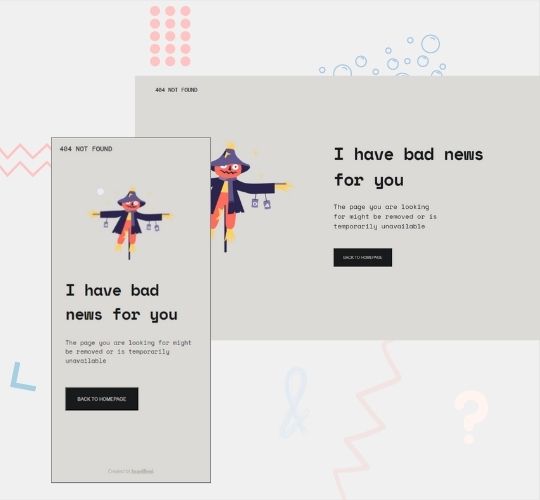 404 NOT FOUND
I have bad news
for you
The page you are looking
for might be removed or is
temporarily unavailable
BACK TO HOMEPAGE
404 NOT FOUND
I have bad
news for you
The page you are looking for might
be removed or is temporarily
unavailable
BACK TO HOMEPAGE
Created by
&
?